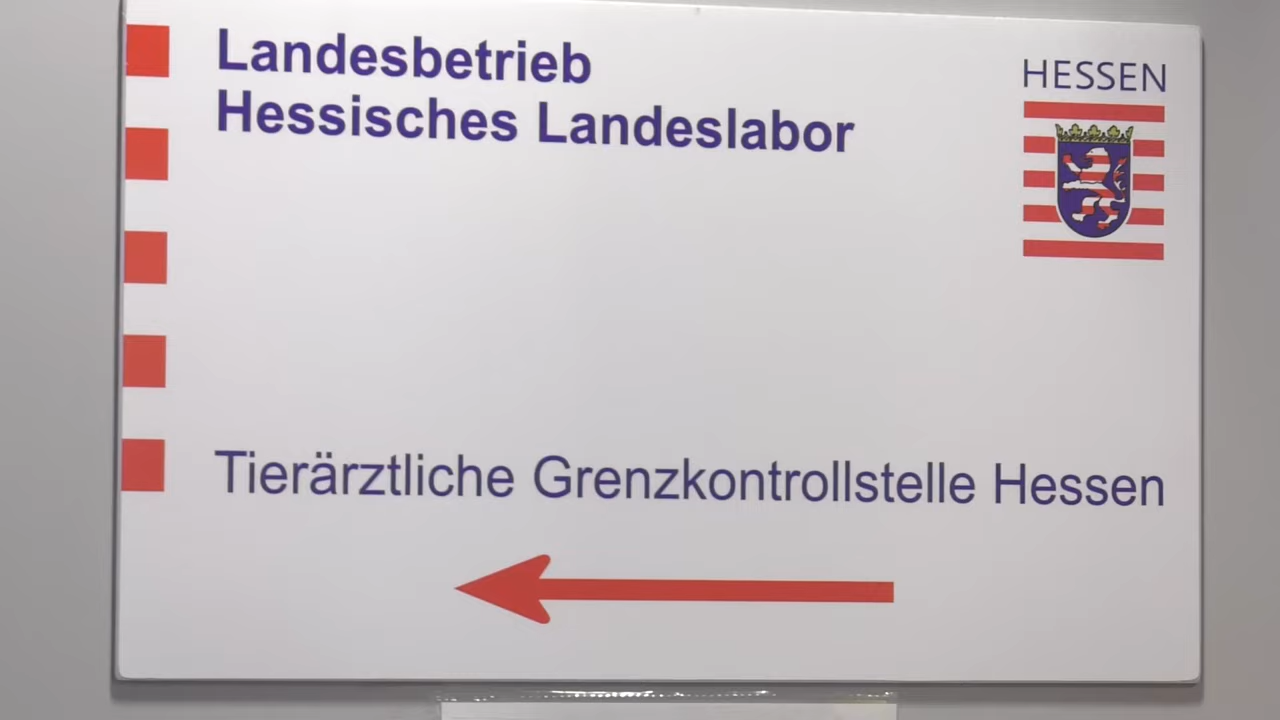 Landesbetrieb
Hessisches Landeslabor
HESSEN
Tierärztliche Grenzkontrollstelle Hessen